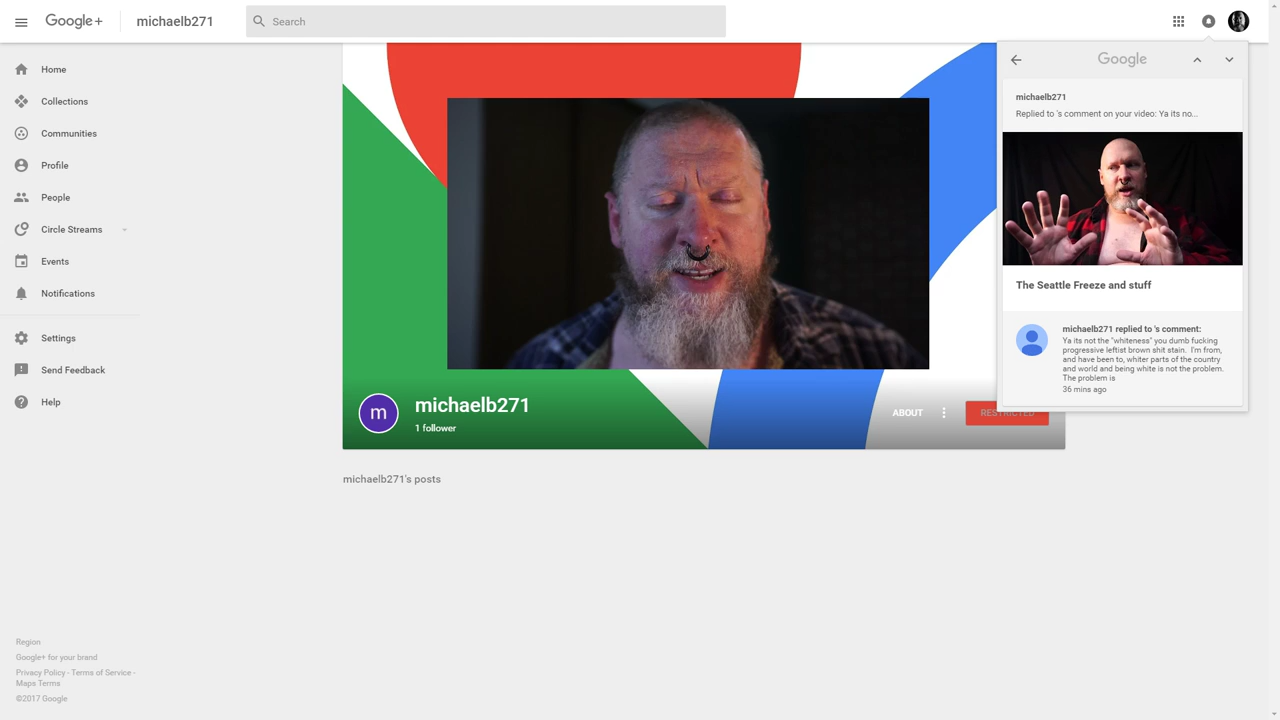 Google+
michaelb271
Search
Home
Collections
Communities
Profile
People
Circle Streams
Events
Notifications
Settings
Send Feedback
Help
Region
Google+ for your brand
Privacy Policy - Terms of Service -
Maps Terms
©2017 Google
m
michaelb271
1 follower
ABOUT
RESTRICTED
michaelb271's posts
Google
michaelb271
Replied to 's comment on your video: Ya its no...
The Seattle Freeze and stuff
michaelb271 replied to 's comment:
Ya its not the "whiteness" you dumb fucking
progressive leftist brown shit stain. I'm from,
and have been to, whiter parts of the country
and world and being white is not the problem.
The problem is
36 mins ago